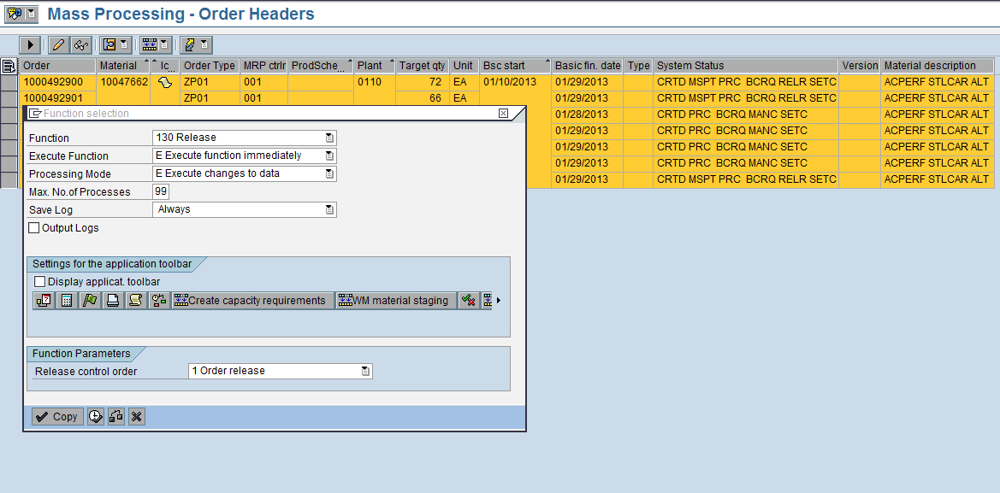 Mass Processing - Order Headers
Order Material Ic... Order Type MRP ctrlr ProdSche... Plant Target qty Unit Bsc start Basic fin. date Type System Status Version Material description
1000492900 10047662 ZP01 001 0110 72 EA 01/10/2013 01/29/2013 CRTD MSPT PRC BCRQ RELR SETC ACPERF STLCAR ALT
1000492901 ZP01 001 66 EA 01/29/2013 CRTD MSPT PRC BCRQ RELR SETC ACPERF STLCAR ALT
01/28/2013 CRTD PRC BCRQ MANC SETC ACPERF STLCAR ALT
01/29/2013 CRTD PRC BCRQ MANC SETC ACPERF STLCAR ALT
01/29/2013 CRTD PRC BCRQ MANC SETC ACPERF STLCAR ALT
01/29/2013 CRTD PRC BCRQ MANC SETC ACPERF STLCAR ALT
01/29/2013 CRTD MSPT PRC BCRQ RELR SETC ACPERF STLCAR ALT
Function selection
Function 130 Release
Execute Function E Execute function immediately
Processing Mode E Execute changes to data
Max. No.of Processes 99
Save Log Always
Output Logs
Settings for the application toolbar
Display applicat. toolbar
Create capacity requirements WM material staging
Function Parameters
Release control order 1 Order release
Copy